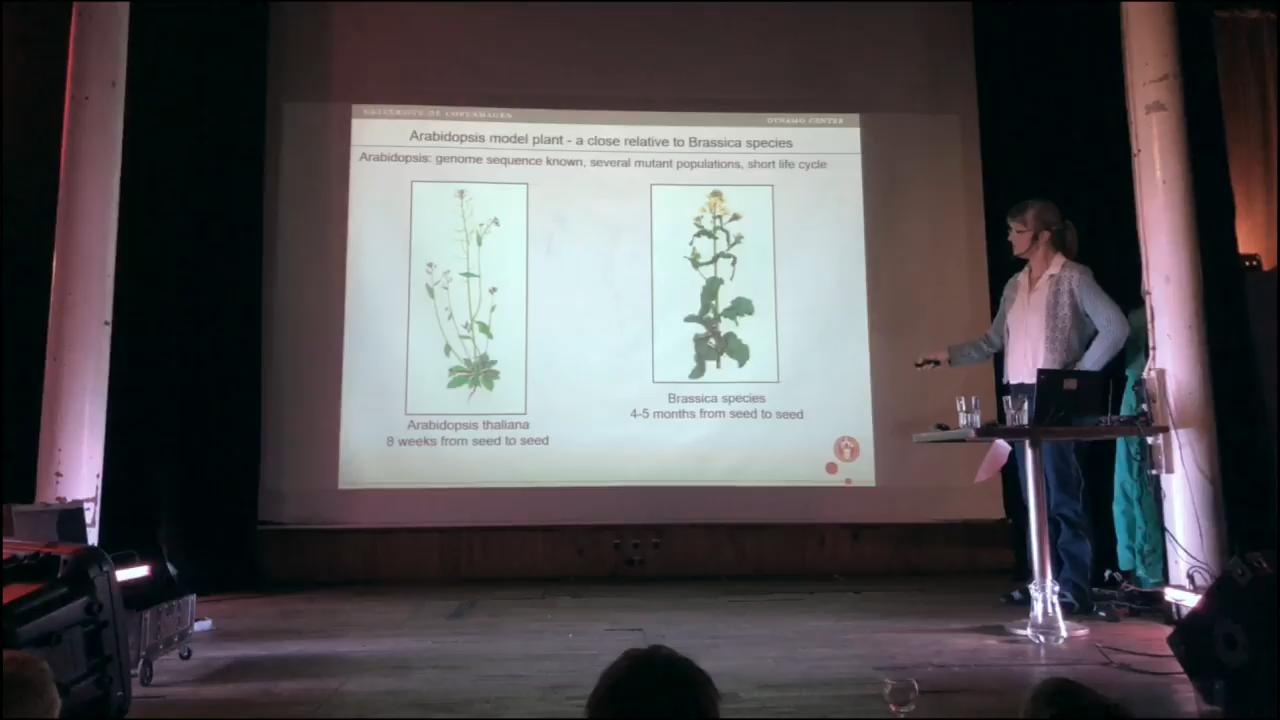 UNIVERSITY OF COPENHAGEN
DYNAMO CENTER
Arabidopsis model plant - a close relative to Brassica species
Arabidopsis: genome sequence known, several mutant populations, short life cycle
Arabidopsis thaliana
8 weeks from seed to seed
Brassica species
4-5 months from seed to seed